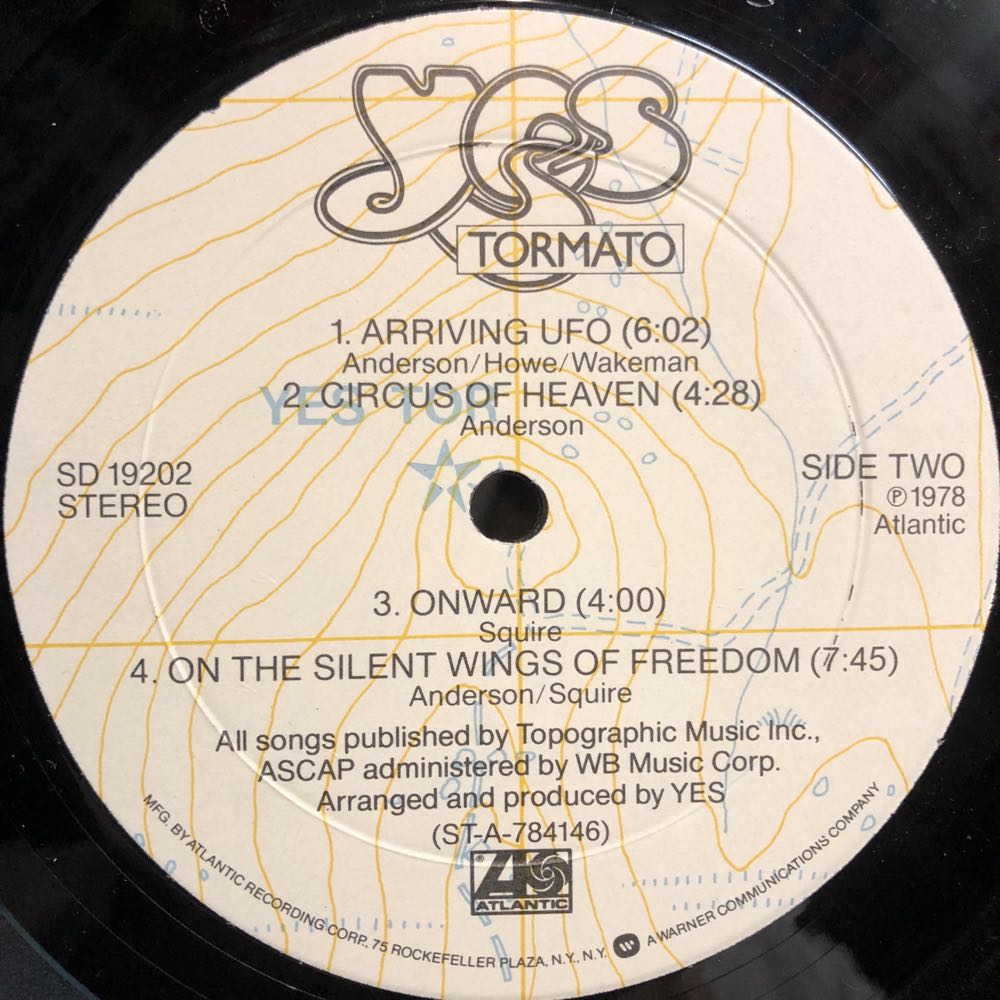 YES
TORMATO
1. ARRIVING UFO (6:02)
Anderson/Howe/Wakeman
YES TOR
2. CIRCUS OF HEAVEN (4:28)
Anderson
SD 19202
STEREO
SIDE TWO
℗1978
Atlantic
3. ONWARD (4:00)
Squire
4. ON THE SILENT WINGS OF FREEDOM (7:45)
Anderson/Squire
All songs published by Topographic Music Inc.,
ASCAP administered by WB Music Corp.
Arranged and produced by YES
(ST-A-784146)
® ATLANTIC
MFG. BY ATLANTIC RECORDING CORP., 75 ROCKEFELLER PLAZA, N.Y., N.Y. A WARNER COMMUNICATIONS COMPANY